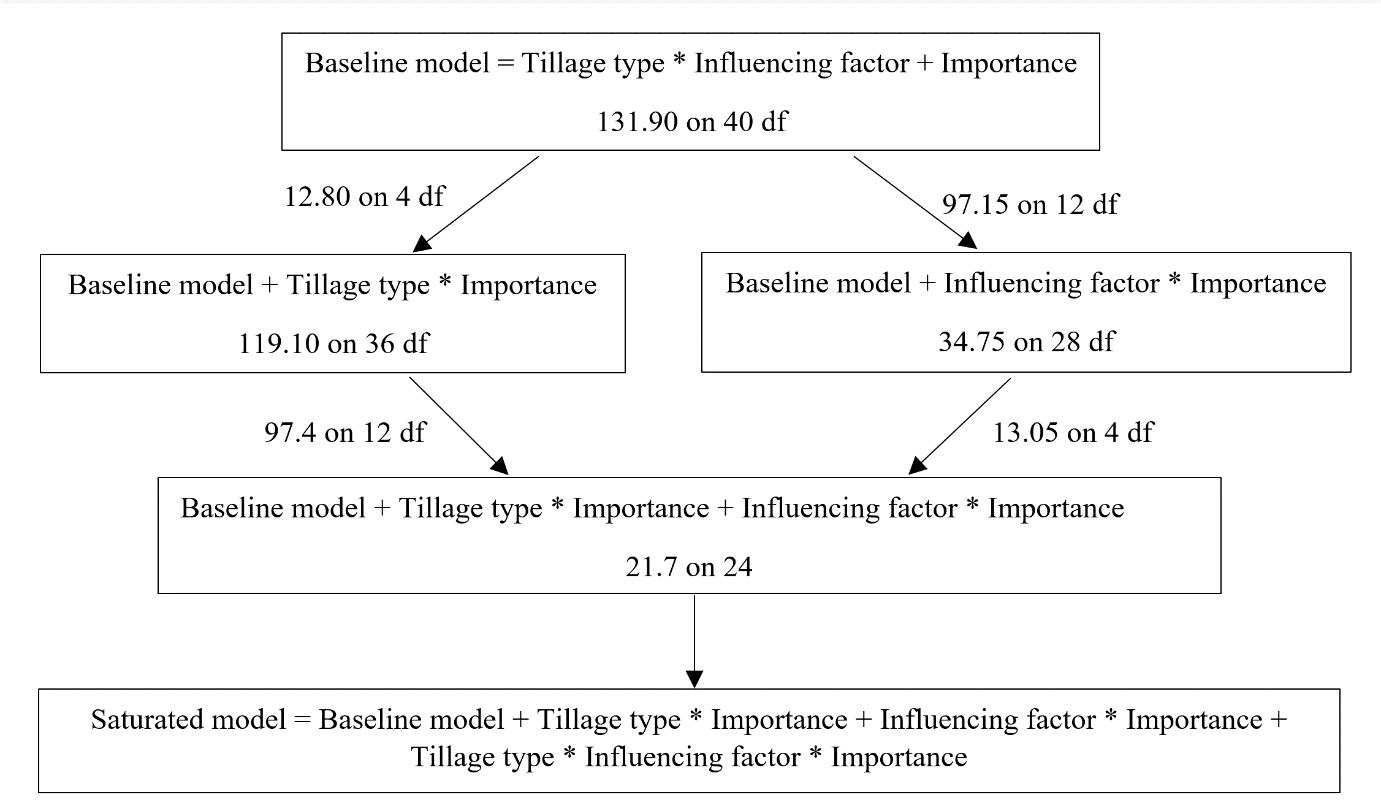 Baseline model = Tillage type * Influencing factor + Importance
131.90 on 40 df
12.80 on 4 df
97.15 on 12 df
Baseline model + Tillage type * Importance
119.10 on 36 df
Baseline model + Influencing factor * Importance
34.75 on 28 df
97.4 on 12 df
13.05 on 4 df
Baseline model + Tillage type * Importance + Influencing factor * Importance
21.7 on 24
Saturated model = Baseline model + Tillage type * Importance + Influencing factor * Importance +
Tillage type * Influencing factor * Importance